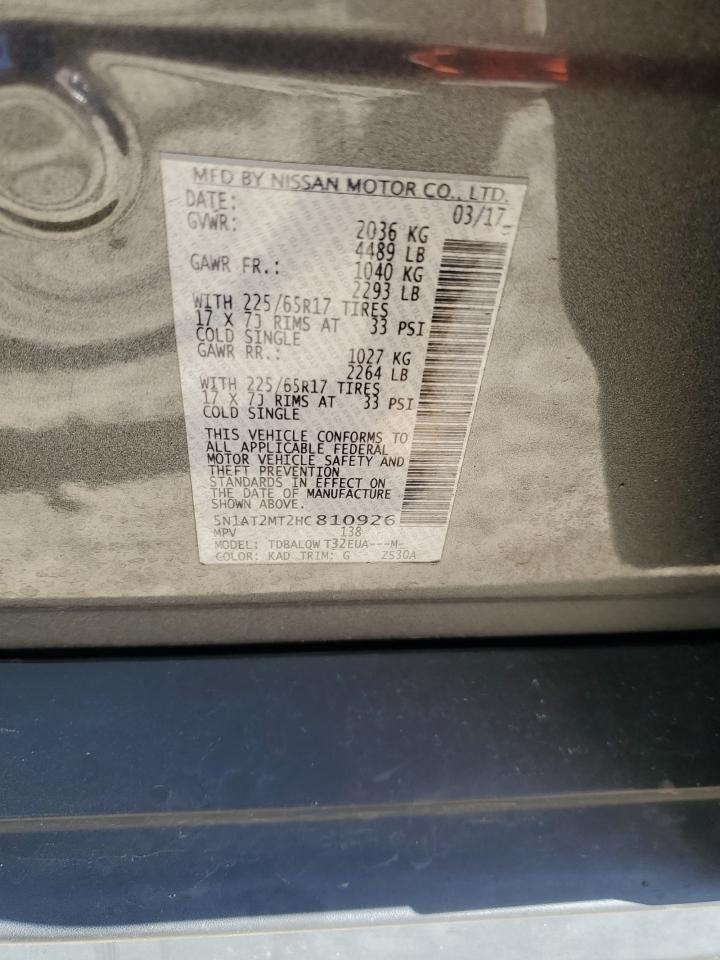 MFD BY NISSAN MOTOR CO., LTD.
DATE: 03/17
GVWR: 2036 KG
4489 LB
GAWR FR.: 1040 KG
2293 LB
WITH 225/65R17 TIRES
17 X 7J RIMS AT 33 PSI
COLD SINGLE
GAWR RR.: 1027 KG
2264 LB
WITH 225/65R17 TIRES
17 X 7J RIMS AT 33 PSI
COLD SINGLE
THIS VEHICLE CONFORMS TO
ALL APPLICABLE FEDERAL
MOTOR VEHICLE SAFETY AND
THEFT PREVENTION
STANDARDS IN EFFECT ON
THE DATE OF MANUFACTURE
SHOWN ABOVE.
5N1AT2MT2HC810926
MPV 138
MODEL: TDBALQW T32EUA---M-
COLOR: KAD TRIM: G ZS30A